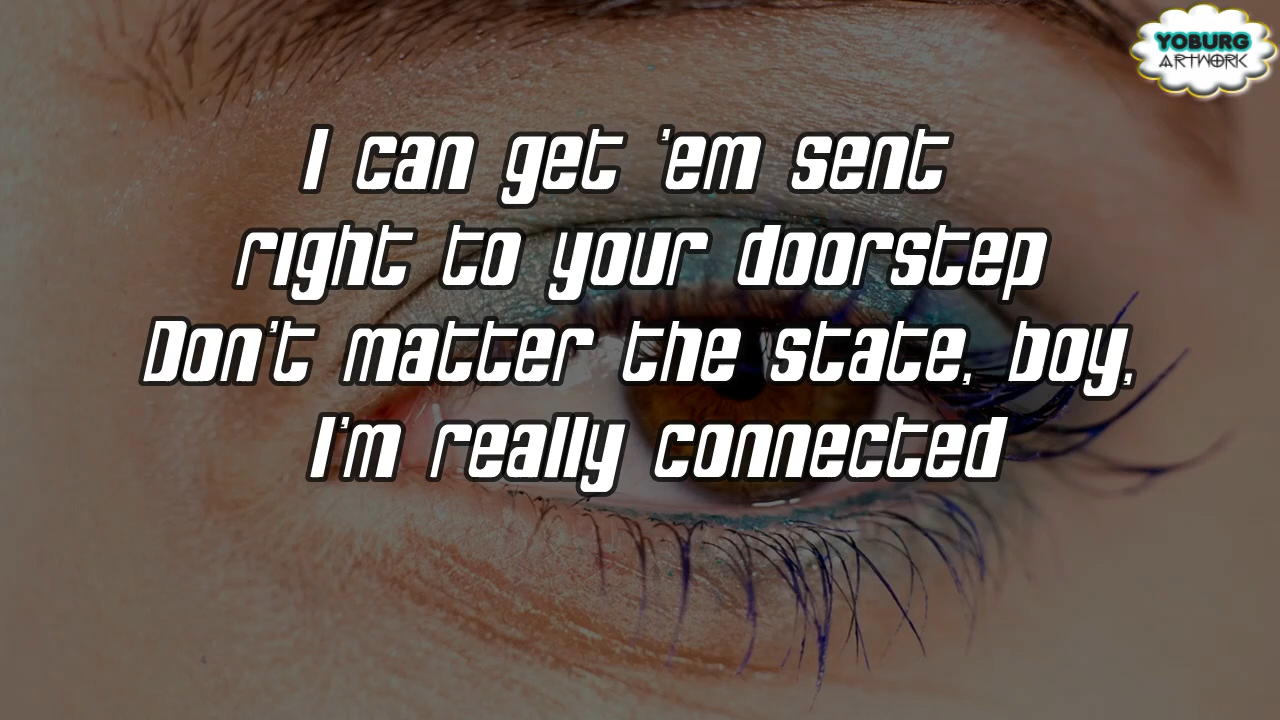 YOBURG
ARTWORK
I can get 'em sent
right to your doorstep
Don't matter the state, boy,
I'm really connected